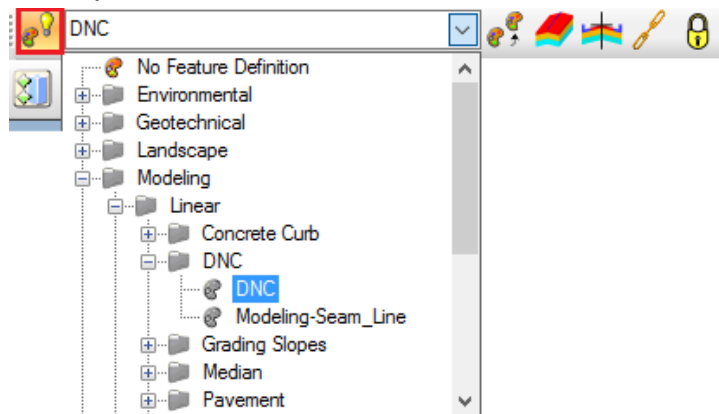 DNC
No Feature Definition
Environmental
Geotechnical
Landscape
Modeling
Linear
Concrete Curb
DNC
DNC
Modeling-Seam_Line
Grading Slopes
Median
Pavement